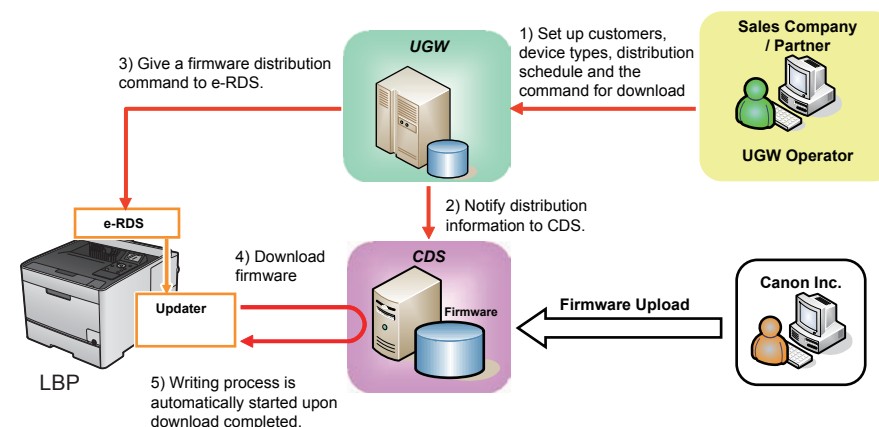 UGW
1) Set up customers,
device types, distribution
schedule and the
command for download
Sales Company
/ Partner
UGW Operator
3) Give a firmware distribution
command to e-RDS.
2) Notify distribution
information to CDS.
e-RDS
4) Download
firmware
Updater
CDS
Firmware
Firmware Upload
Canon Inc.
LBP
5) Writing process is
automatically started upon
download completed.